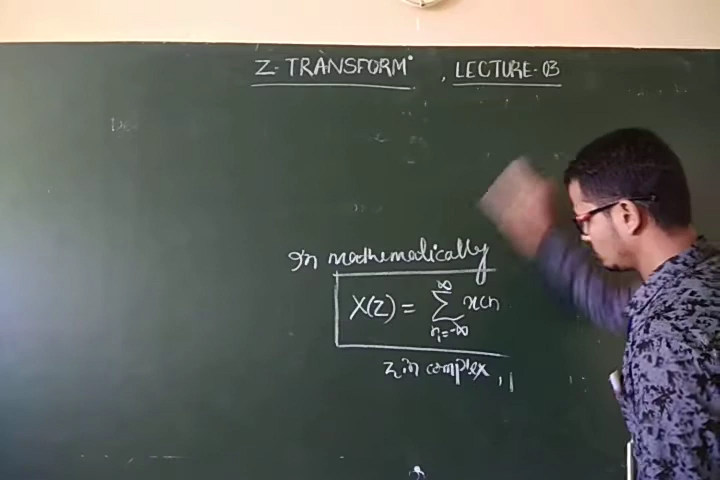 Z-TRANSFORM , LECTURE-03
In mathematically
X(Z) = ∞ Σ n=-∞ x(n
z in complex,